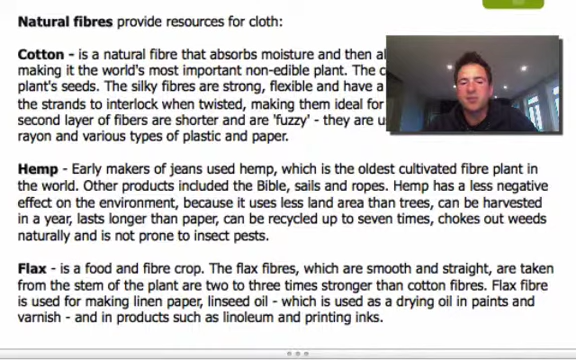 Natural fibres provide resources for cloth:
Cotton - is a natural fibre that absorbs moisture and then
making it the world's most important non-edible plant. The
plant's seeds. The silky fibres are strong, flexible and have a
the strands to interlock when twisted, making them ideal for
second layer of fibers are shorter and are 'fuzzy' - they are
rayon and various types of plastic and paper.
Hemp - Early makers of jeans used hemp, which is the oldest cultivated fibre plant in
the world. Other products included the Bible, sails and ropes. Hemp has a less negative
effect on the environment, because it uses less land area than trees, can be harvested
in a year, lasts longer than paper, can be recycled up to seven times, chokes out weeds
naturally and is not prone to insect pests.
Flax - is a food and fibre crop. The flax fibres, which are smooth and straight, are taken
from the stem of the plant are two to three times stronger than cotton fibres. Flax fibre
is used for making linen paper, linseed oil - which is used as a drying oil in paints and
varnish - and in products such as linoleum and printing inks.